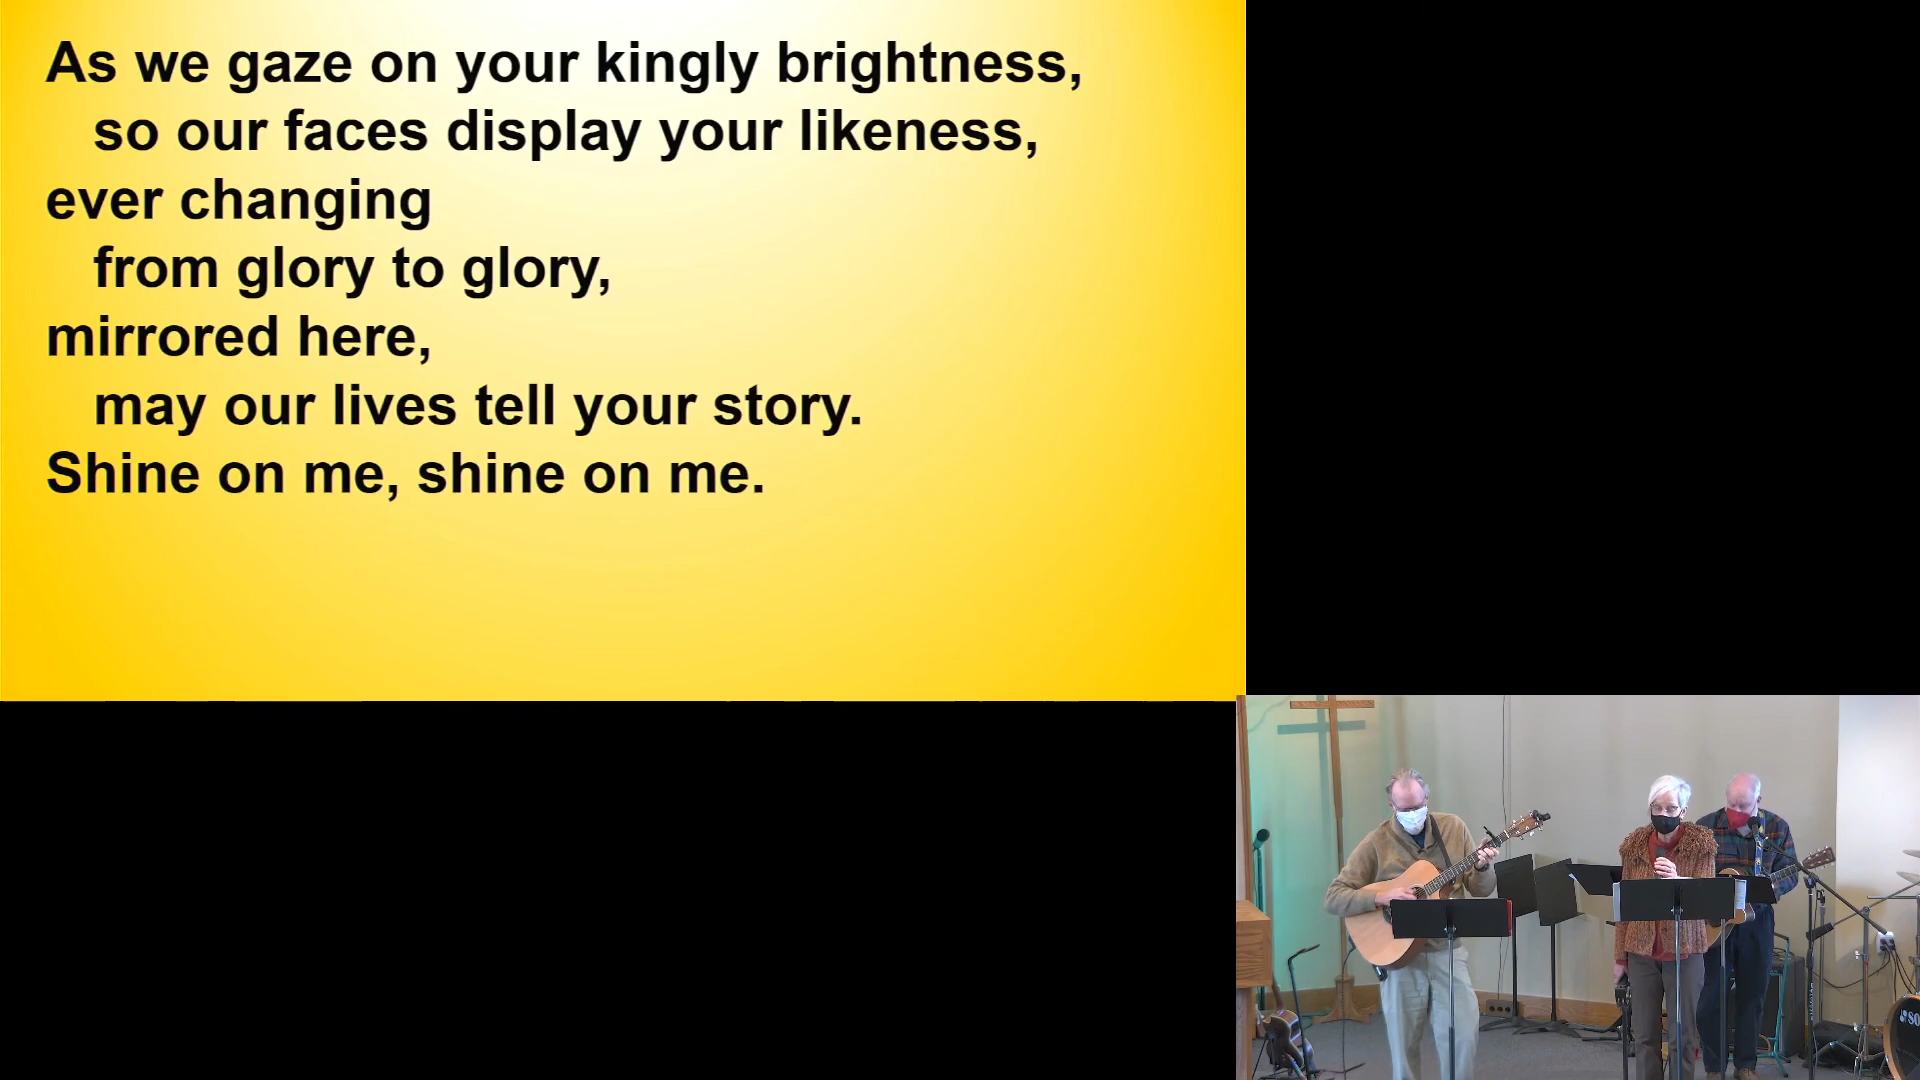 As we gaze on your kingly brightness,
so our faces display your likeness,
ever changing
from glory to glory,
mirrored here,
may our lives tell your story.
Shine on me, shine on me.